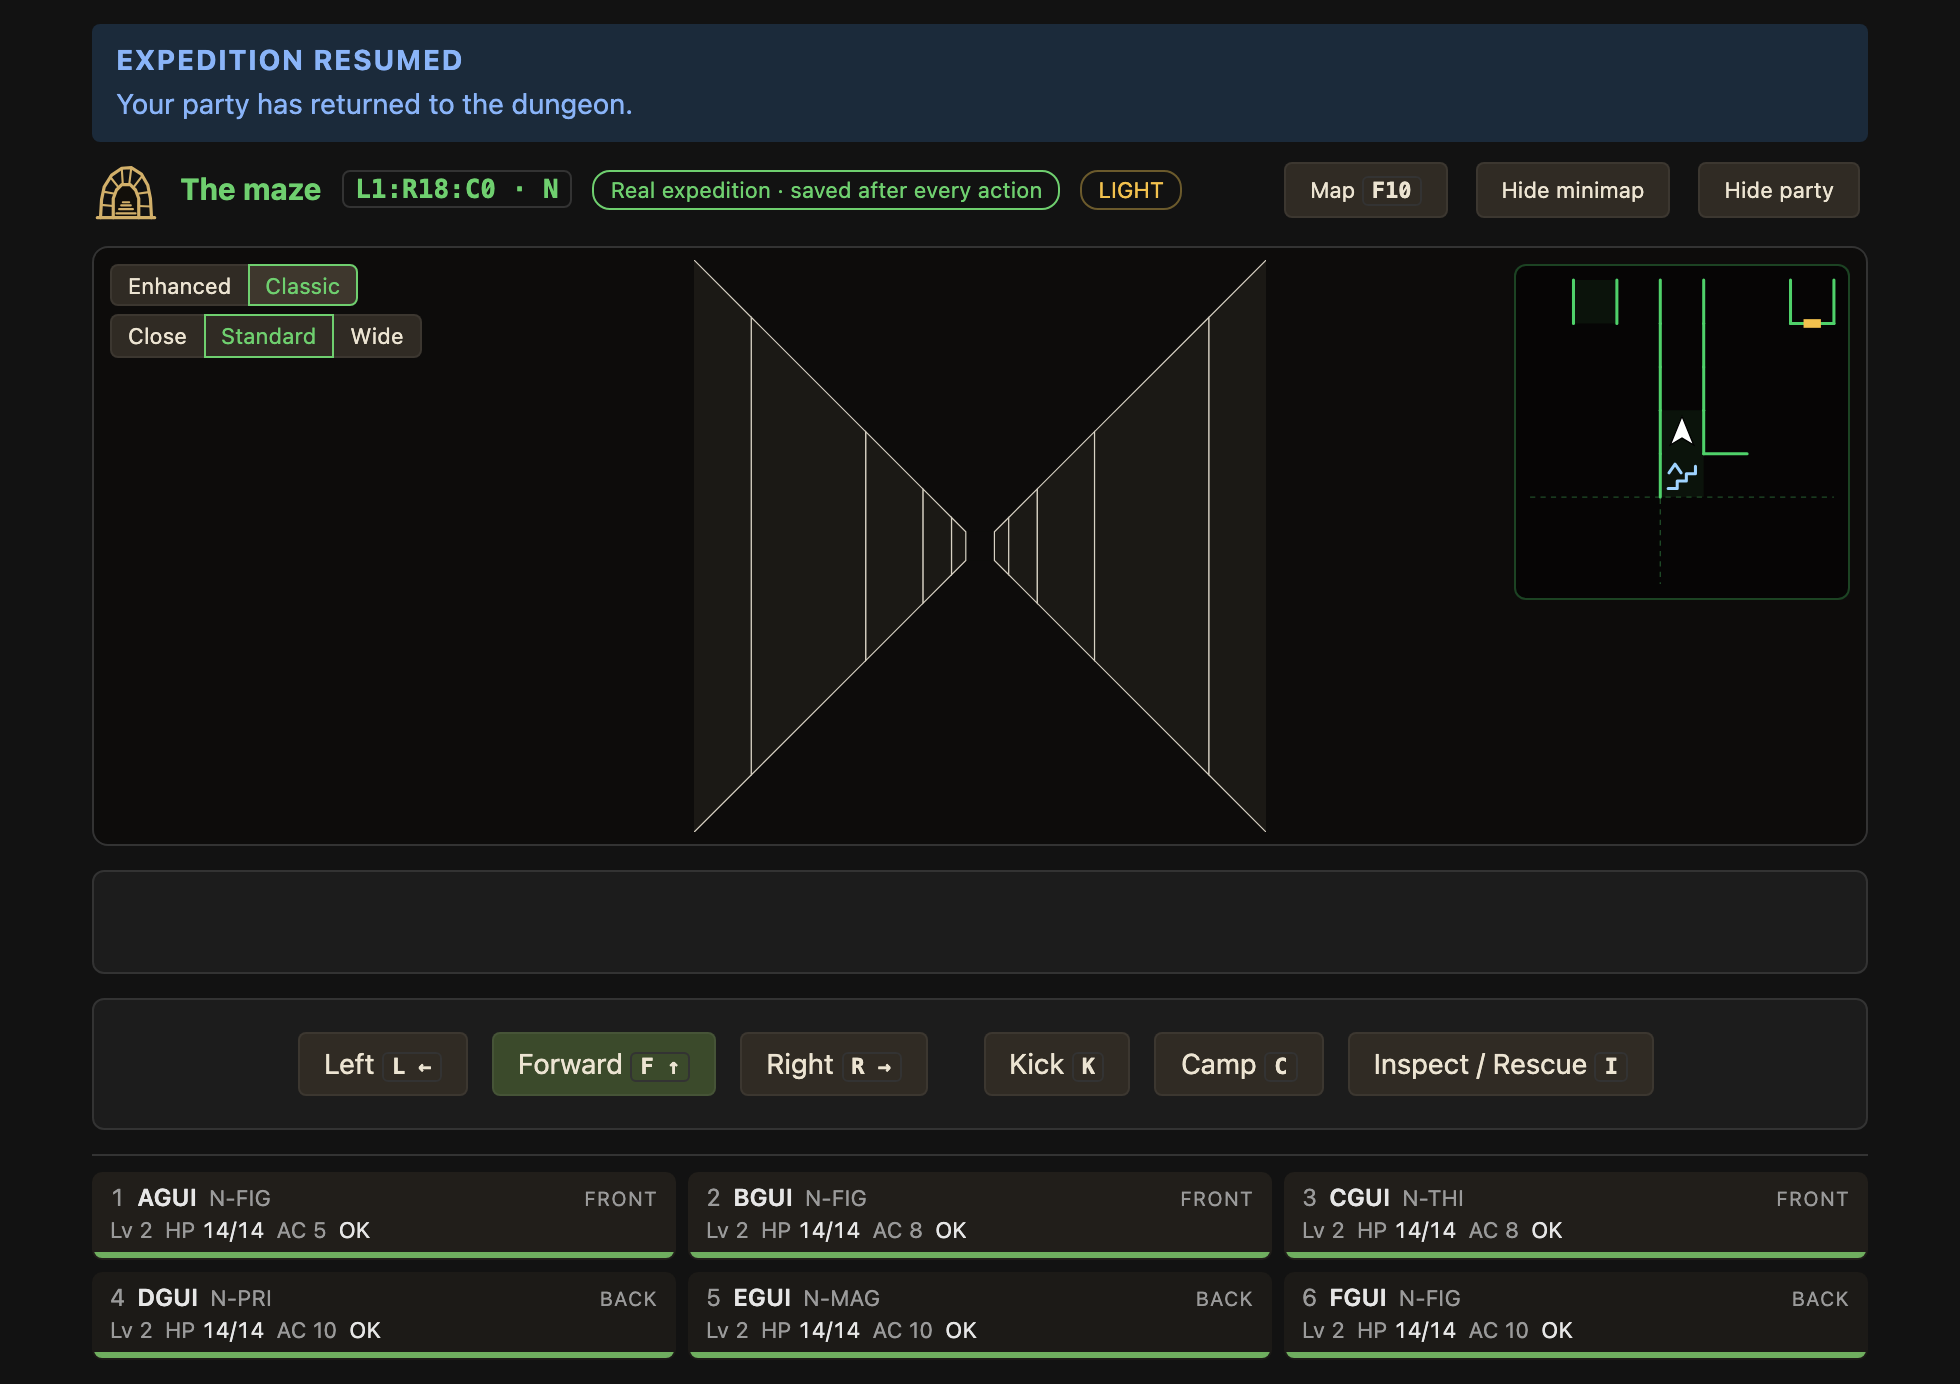 EXPEDITION RESUMED
Your party has returned to the dungeon.
The maze L1:R18:C0 · N Real expedition · saved after every action LIGHT Map F10 Hide minimap Hide party
Enhanced Classic
Close Standard Wide
Left L ← Forward F ↑ Right R → Kick K Camp C Inspect / Rescue I
1 AGUI N-FIG FRONT
Lv 2 HP 14/14 AC 5 OK
2 BGUI N-FIG FRONT
Lv 2 HP 14/14 AC 8 OK
3 CGUI N-THI FRONT
Lv 2 HP 14/14 AC 8 OK
4 DGUI N-PRI BACK
Lv 2 HP 14/14 AC 10 OK
5 EGUI N-MAG BACK
Lv 2 HP 14/14 AC 10 OK
6 FGUI N-FIG BACK
Lv 2 HP 14/14 AC 10 OK